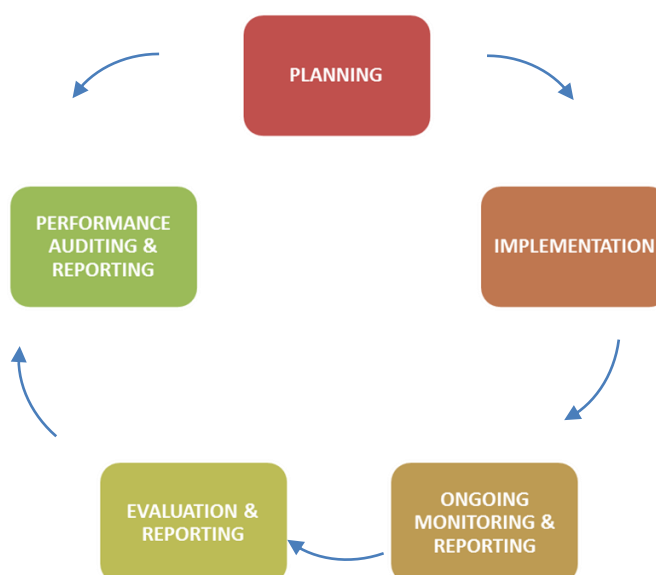 PLANNING
IMPLEMENTATION
ONGOING
MONITORING &
REPORTING
EVALUATION &
REPORTING
PERFORMANCE
AUDITING &
REPORTING